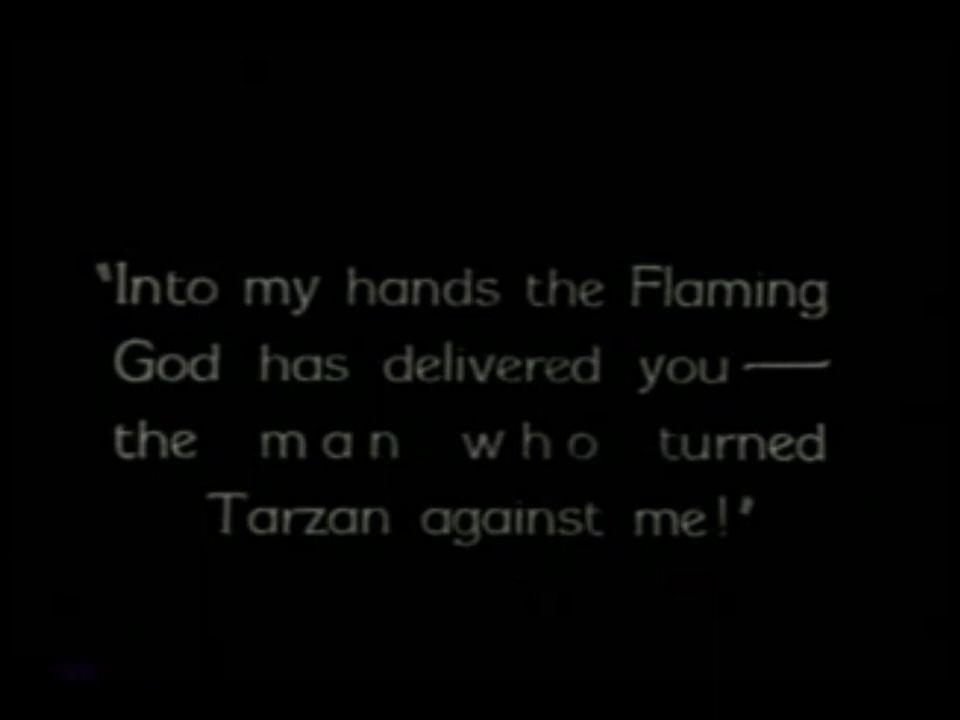 "Into my hands the Flaming
God has delivered you—
the man who turned
Tarzan against me!"